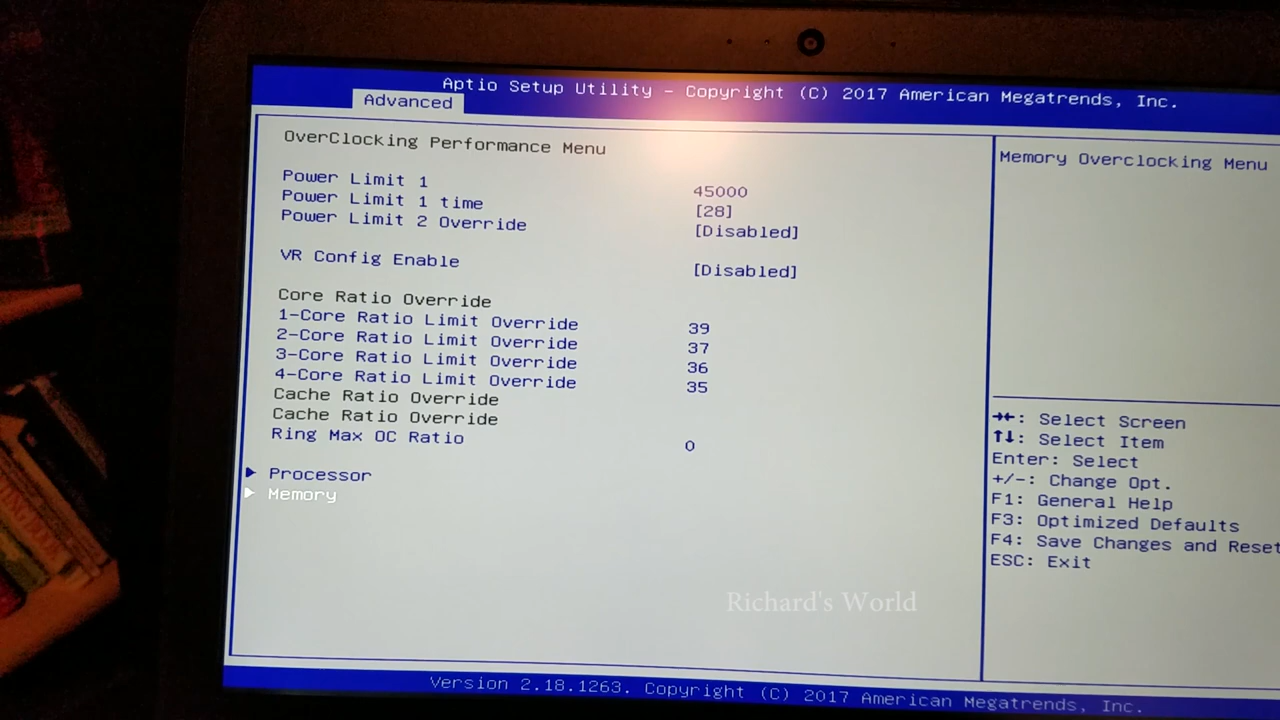 Aptio Setup Utility – Copyright (C) 2017 American Megatrends, Inc.
Advanced
OverClocking Performance Menu
Power Limit 1 45000
Power Limit 1 time [28]
Power Limit 2 Override [Disabled]
VR Config Enable [Disabled]
Core Ratio Override
1-Core Ratio Limit Override 39
2-Core Ratio Limit Override 37
3-Core Ratio Limit Override 36
4-Core Ratio Limit Override 35
Cache Ratio Override
Cache Ratio Override
Ring Max OC Ratio 0
Processor
Memory
Memory Overclocking Menu
→←: Select Screen
↑↓: Select Item
Enter: Select
+/-: Change Opt.
F1: General Help
F3: Optimized Defaults
F4: Save Changes and Reset
ESC: Exit
Richard's World
Version 2.18.1263. Copyright (C) 2017 American Megatrends, Inc.